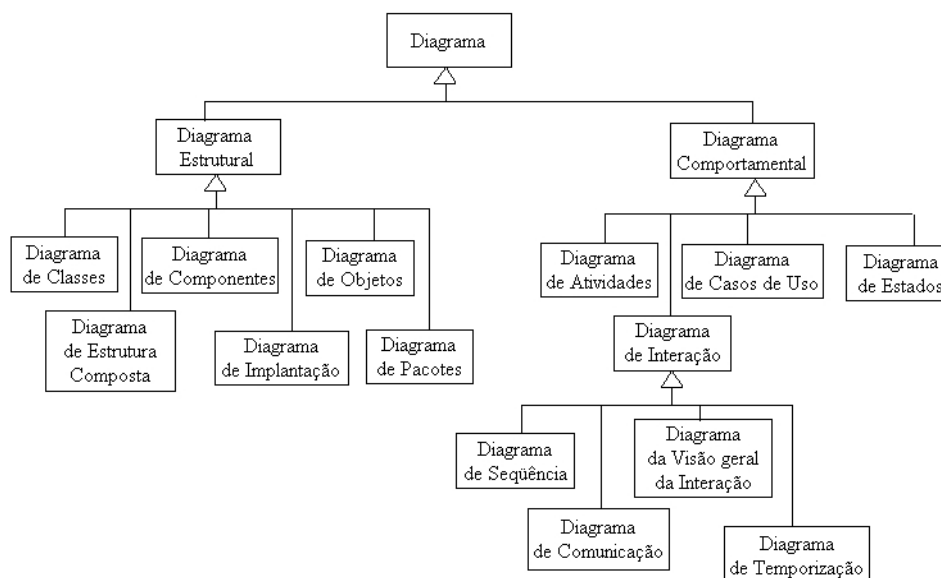 Diagrama
Diagrama
Estrutural
Diagrama
Comportamental
Diagrama
de Classes
Diagrama
de Componentes
Diagrama
de Objetos
Diagrama
de Atividades
Diagrama
de Casos de Uso
Diagrama
de Estados
Diagrama
de Estrutura
Composta
Diagrama
de Implantação
Diagrama
de Pacotes
Diagrama
de Interação
Diagrama
de Seqüência
Diagrama
da Visão geral
da Interação
Diagrama
de Comunicação
Diagrama
de Temporização